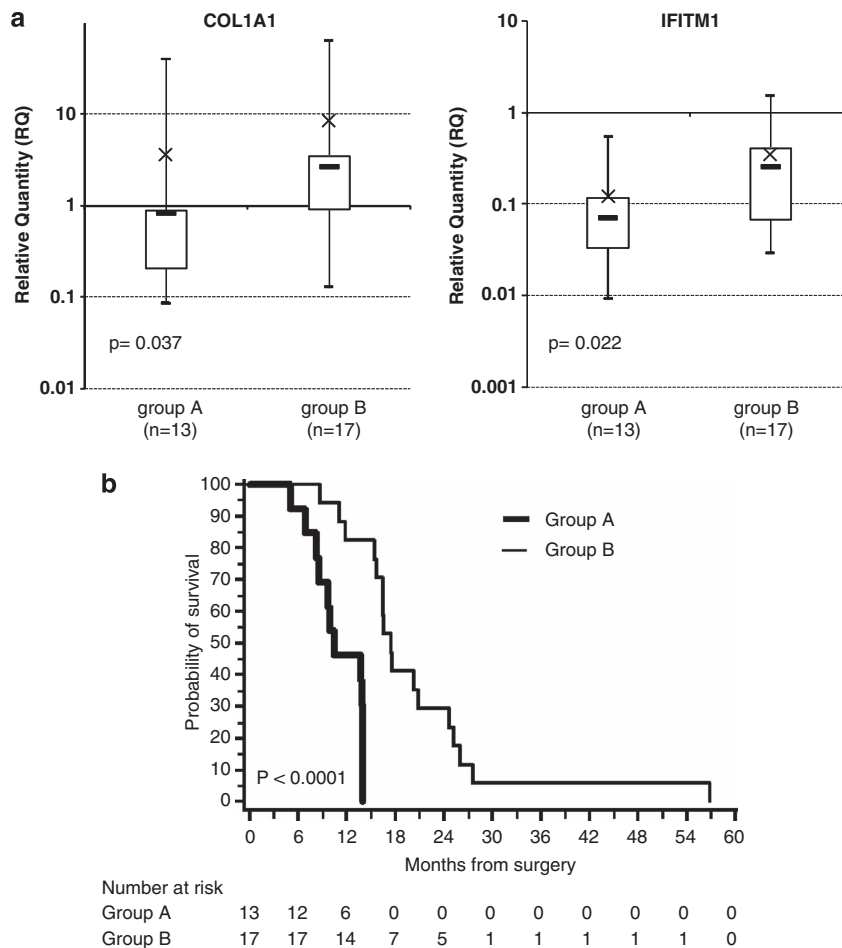 a
COL1A1
IFITM1
Relative Quantity (RQ)
10
1
0.1
0.01
p= 0.037
group A
(n=13)
group B
(n=17)
Relative Quantity (RQ)
10
1
0.1
0.01
0.001
p= 0.022
group A
(n=13)
group B
(n=17)
b
Probability of survival
100
90
80
70
60
50
40
30
20
10
0
Group A
Group B
P < 0.0001
0 6 12 18 24 30 36 42 48 54 60
Months from surgery
Number at risk
Group A 13 12 6 0 0 0 0 0 0 0 0
Group B 17 17 14 7 5 1 1 1 1 1 0